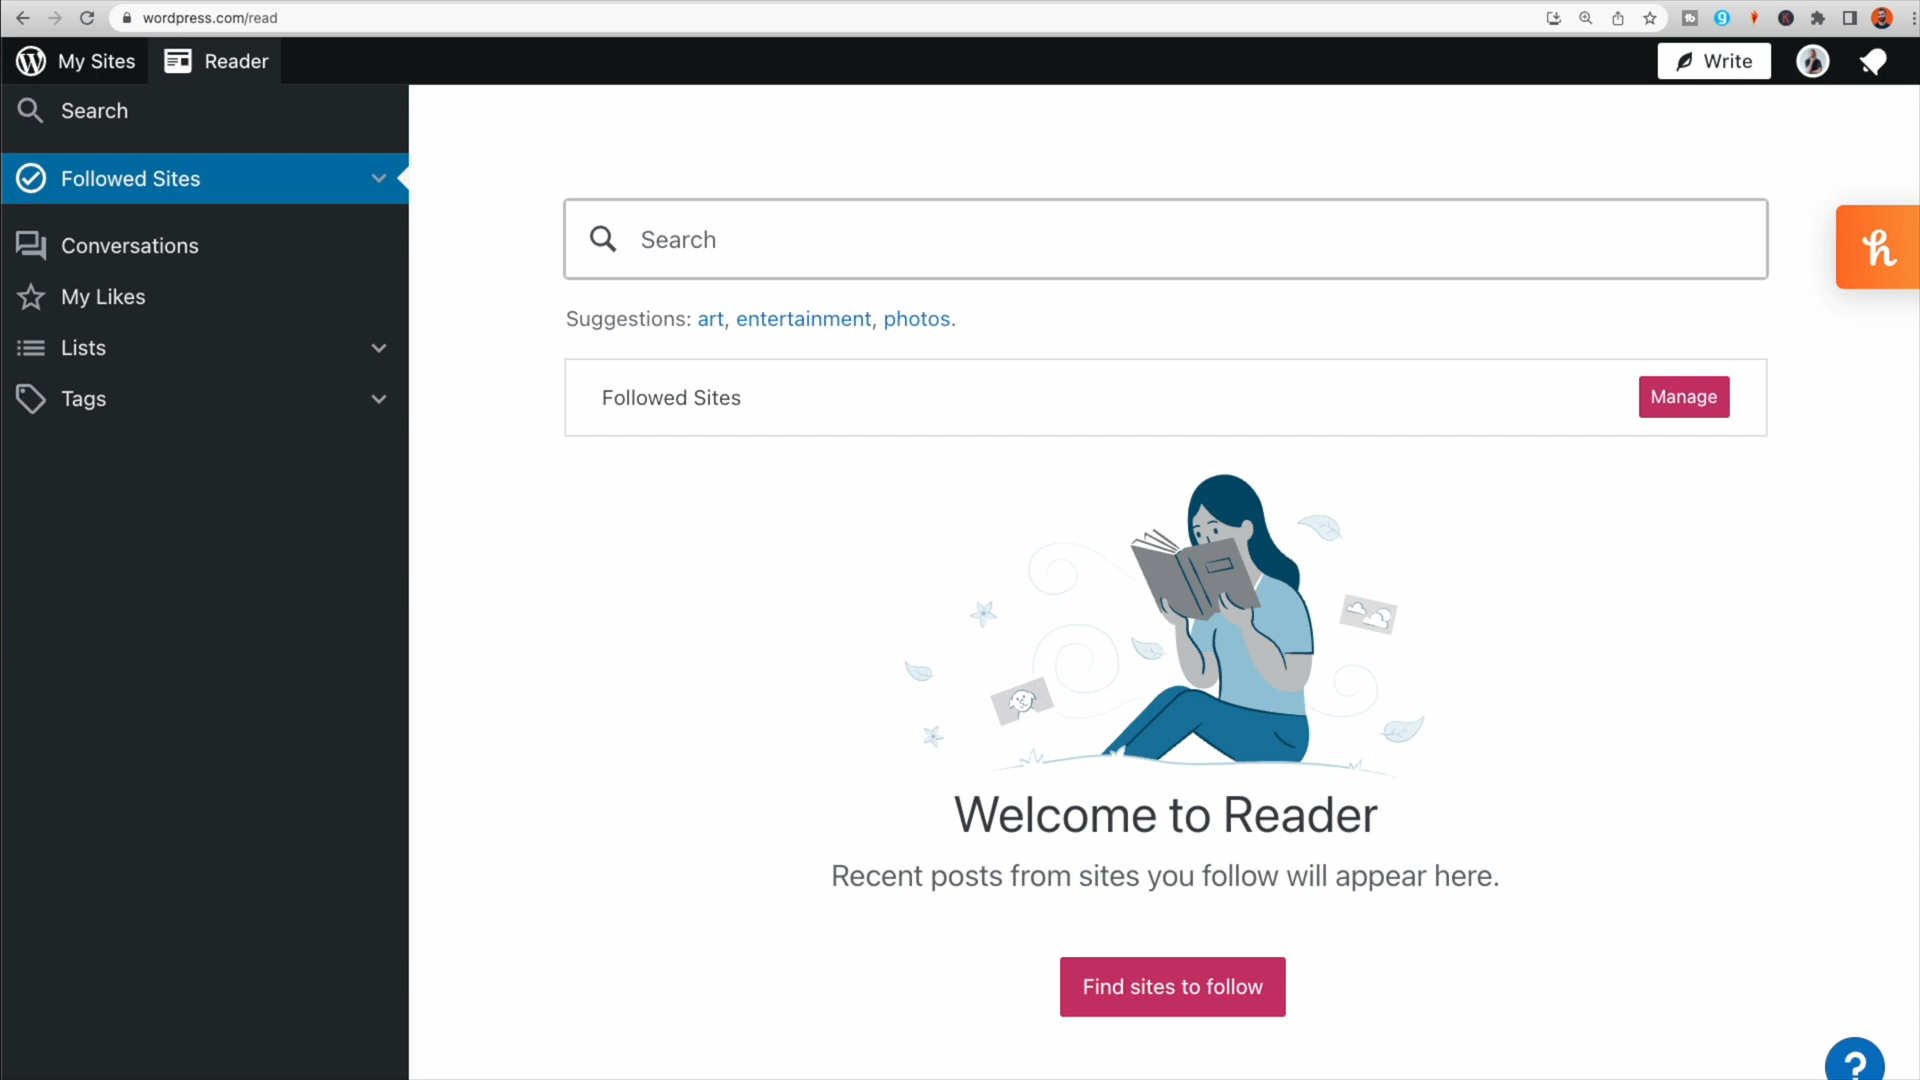 wordpress.com/read
My Sites
Reader
Write
Search
Followed Sites
Conversations
My Likes
Lists
Tags
Search
Suggestions: art, entertainment, photos.
Followed Sites
Manage
Welcome to Reader
Recent posts from sites you follow will appear here.
Find sites to follow
?